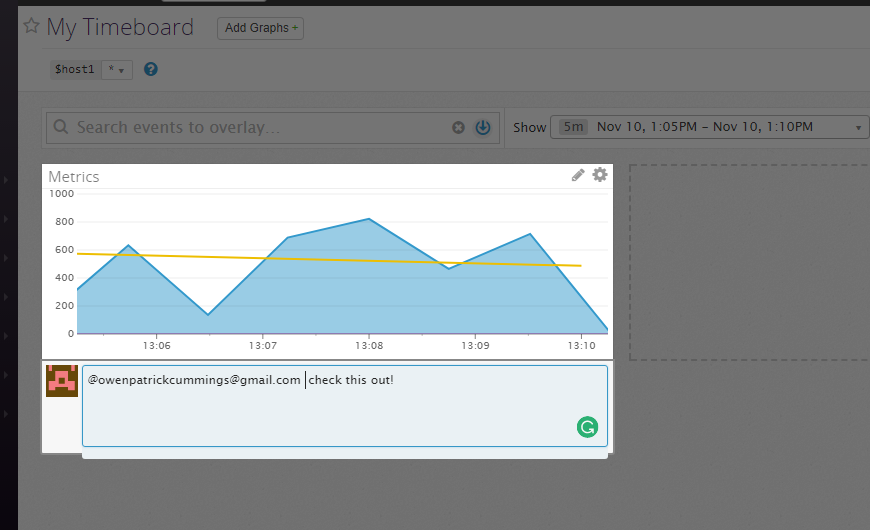 My Timeboard
Add Graphs +
$host1 *
?
Search events to overlay...
Show 5m Nov 10, 1:05PM – Nov 10, 1:10PM
Metrics
1000
800
600
400
200
0
13:06 13:07 13:08 13:09 13:10
@owenpatrickcummings@gmail.com check this out!